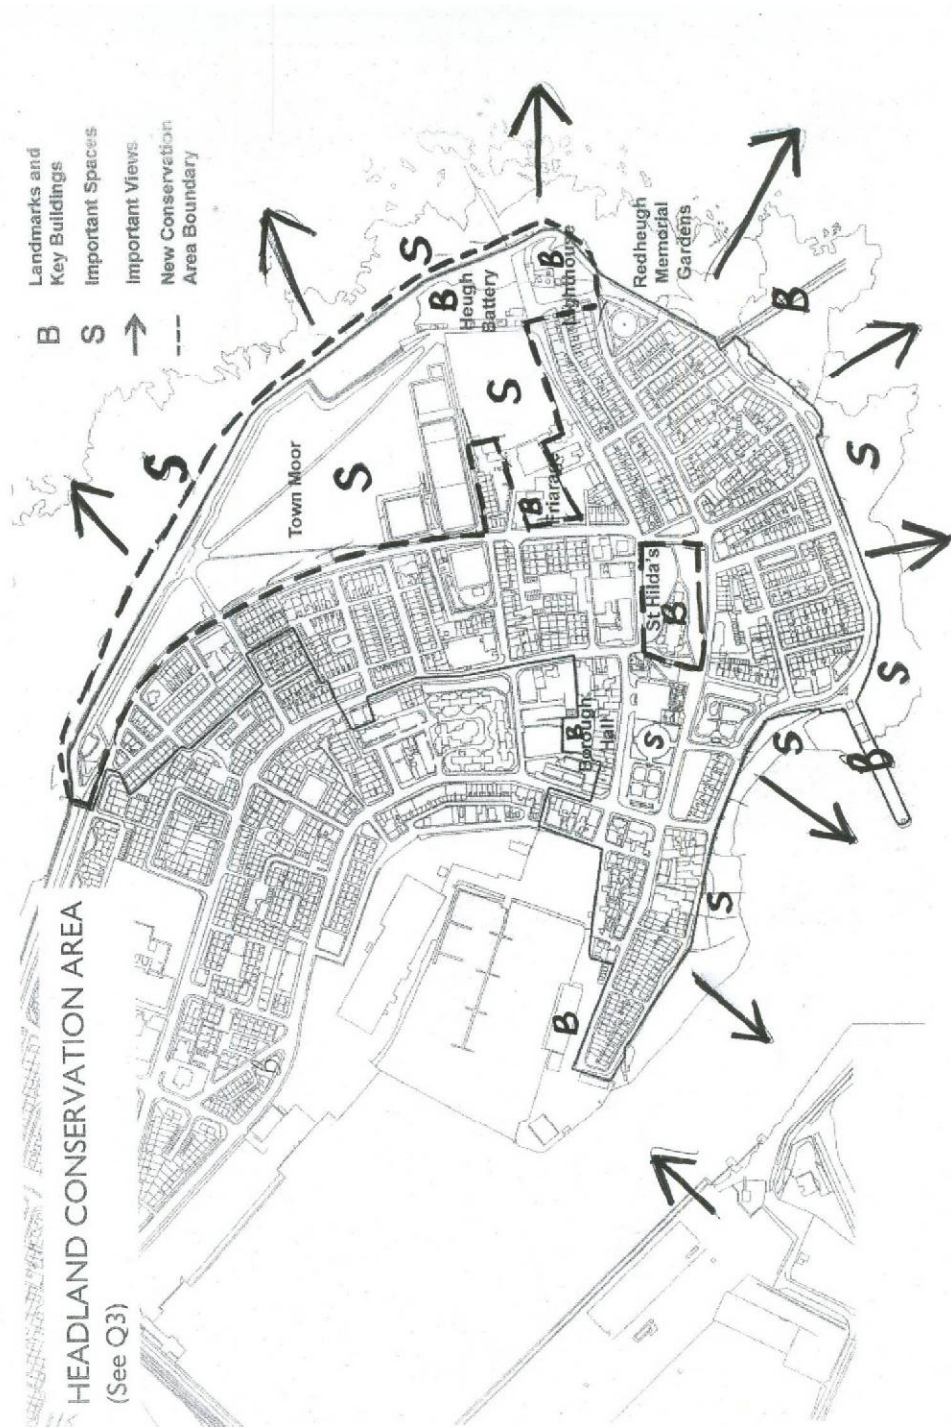 HEADLAND CONSERVATION AREA
(See Q3)
B Landmarks and
Key Buildings
S Important Spaces
Important Views
New Conservation
Area Boundary
S
Town Moor
S
S
B
Heugh
Battery
S
B
Lighthouse
Redheugh
Memorial
Gardens
B
Friarage
B
St Hilda's
B
B
Borough
Hall
S
B
S
S
B
S
S
B